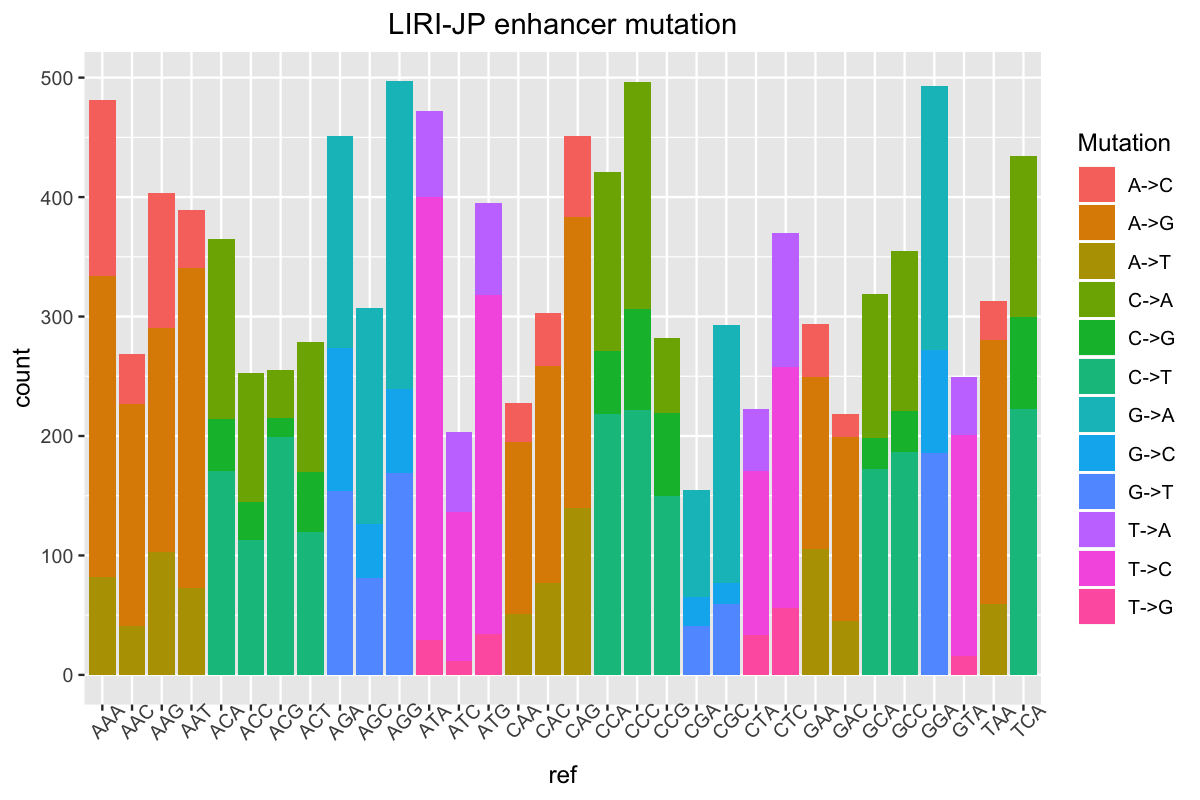 LIRI-JP enhancer mutation
count
500
400
300
200
100
0
AAA AAC AAG AAT ACA ACC ACG ACT AGA AGC AGG ATA ATC ATG CAA CAC CAG CCA CCC CCG CGA CGC CTA CTC GAA GAC GCA GCC GGA GTA TAA TCA
ref
Mutation
A->C
A->G
A->T
C->A
C->G
C->T
G->A
G->C
G->T
T->A
T->C
T->G